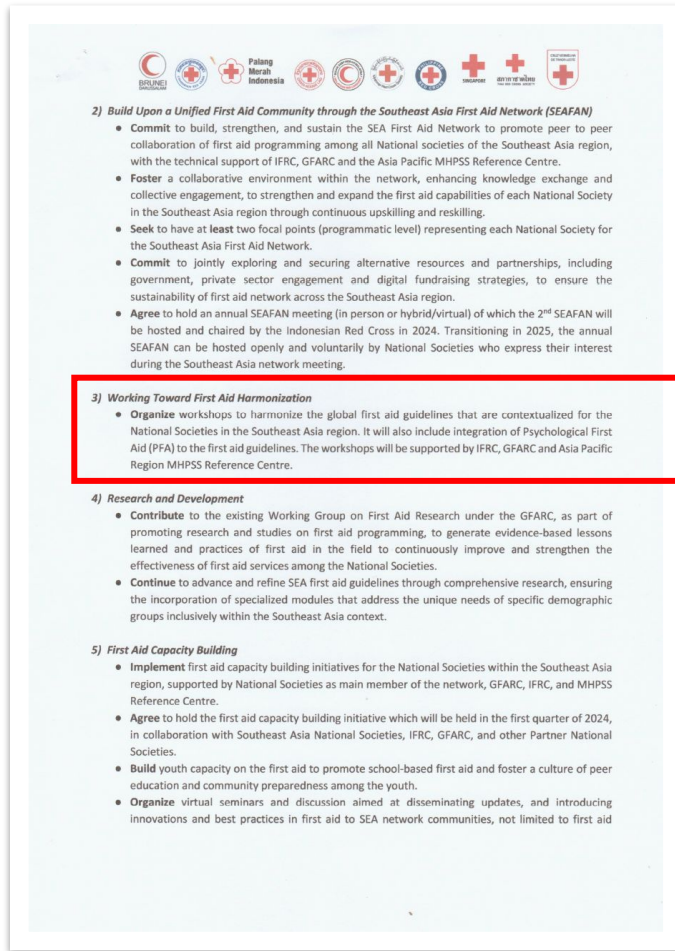 BRUNEI
DARUSSALAM
Palang
Merah
Indonesia
SINGAPORE
CRUZ VERMELHA
DE TIMOR-LESTE
2) Build Upon a Unified First Aid Community through the Southeast Asia First Aid Network (SEAFAN)
● Commit to build, strengthen, and sustain the SEA First Aid Network to promote peer to peer
collaboration of first aid programming among all National societies of the Southeast Asia region,
with the technical support of IFRC, GFARC and the Asia Pacific MHPSS Reference Centre.
● Foster a collaborative environment within the network, enhancing knowledge exchange and
collective engagement, to strengthen and expand the first aid capabilities of each National Society
in the Southeast Asia region through continuous upskilling and reskilling.
● Seek to have at least two focal points (programmatic level) representing each National Society for
the Southeast Asia First Aid Network.
● Commit to jointly exploring and securing alternative resources and partnerships, including
government, private sector engagement and digital fundraising strategies, to ensure the
sustainability of first aid network across the Southeast Asia region.
● Agree to hold an annual SEAFAN meeting (in person or hybrid/virtual) of which the 2nd SEAFAN will
be hosted and chaired by the Indonesian Red Cross in 2024. Transitioning in 2025, the annual
SEAFAN can be hosted openly and voluntarily by National Societies who express their interest
during the Southeast Asia network meeting.
3) Working Toward First Aid Harmonization
● Organize workshops to harmonize the global first aid guidelines that are contextualized for the
National Societies in the Southeast Asia region. It will also include integration of Psychological First
Aid (PFA) to the first aid guidelines. The workshops will be supported by IFRC, GFARC and Asia Pacific
Region MHPSS Reference Centre.
4) Research and Development
● Contribute to the existing Working Group on First Aid Research under the GFARC, as part of
promoting research and studies on first aid programming, to generate evidence-based lessons
learned and practices of first aid in the field to continuously improve and strengthen the
effectiveness of first aid services among the National Societies.
● Continue to advance and refine SEA first aid guidelines through comprehensive research, ensuring
the incorporation of specialized modules that address the unique needs of specific demographic
groups inclusively within the Southeast Asia context.
5) First Aid Capacity Building
● Implement first aid capacity building initiatives for the National Societies within the Southeast Asia
region, supported by National Societies as main member of the network, GFARC, IFRC, and MHPSS
Reference Centre.
● Agree to hold the first aid capacity building initiative which will be held in the first quarter of 2024,
in collaboration with Southeast Asia National Societies, IFRC, GFARC, and other Partner National
Societies.
● Build youth capacity on the first aid to promote school-based first aid and foster a culture of peer
education and community preparedness among the youth.
● Organize virtual seminars and discussion aimed at disseminating updates, and introducing
innovations and best practices in first aid to SEA network communities, not limited to first aid